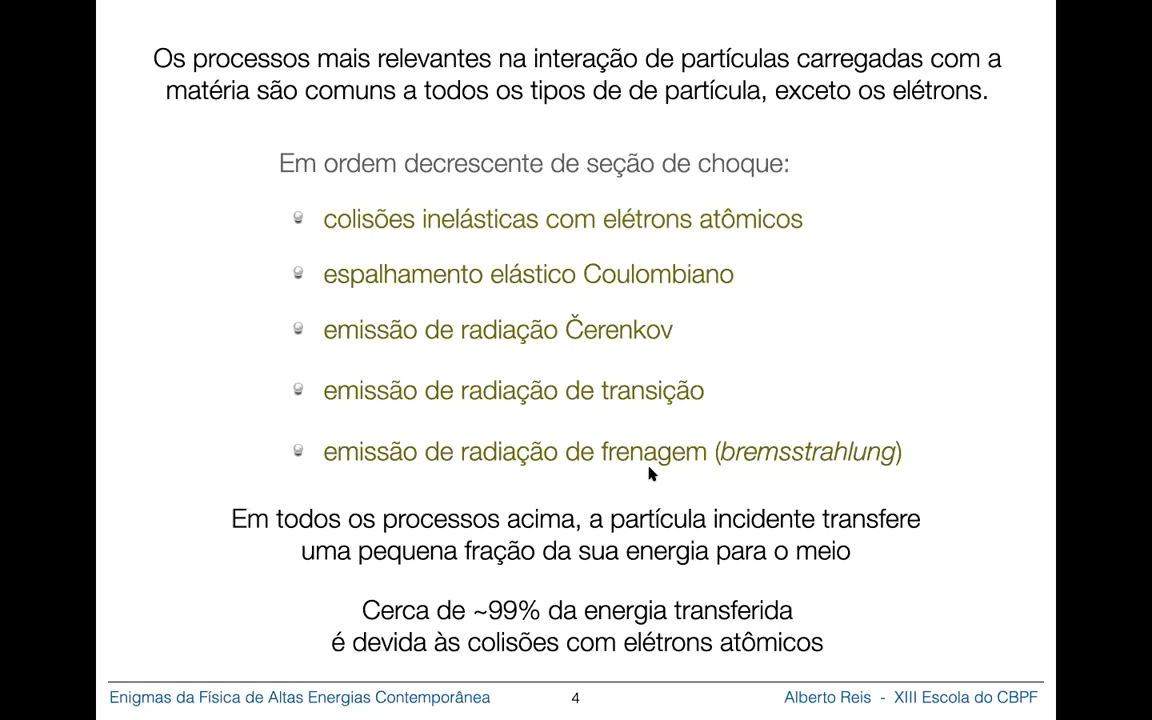 Os processos mais relevantes na interação de partículas carregadas com a
matéria são comuns a todos os tipos de de partícula, exceto os elétrons.
Em ordem decrescente de seção de choque:
colisões inelásticas com elétrons atômicos
espalhamento elástico Coulombiano
emissão de radiação Čerenkov
emissão de radiação de transição
emissão de radiação de frenagem (bremsstrahlung)
Em todos os processos acima, a partícula incidente transfere
uma pequena fração da sua energia para o meio
Cerca de ~99% da energia transferida
é devida às colisões com elétrons atômicos
Enigmas da Física de Altas Energias Contemporânea 4 Alberto Reis - XIII Escola do CBPF